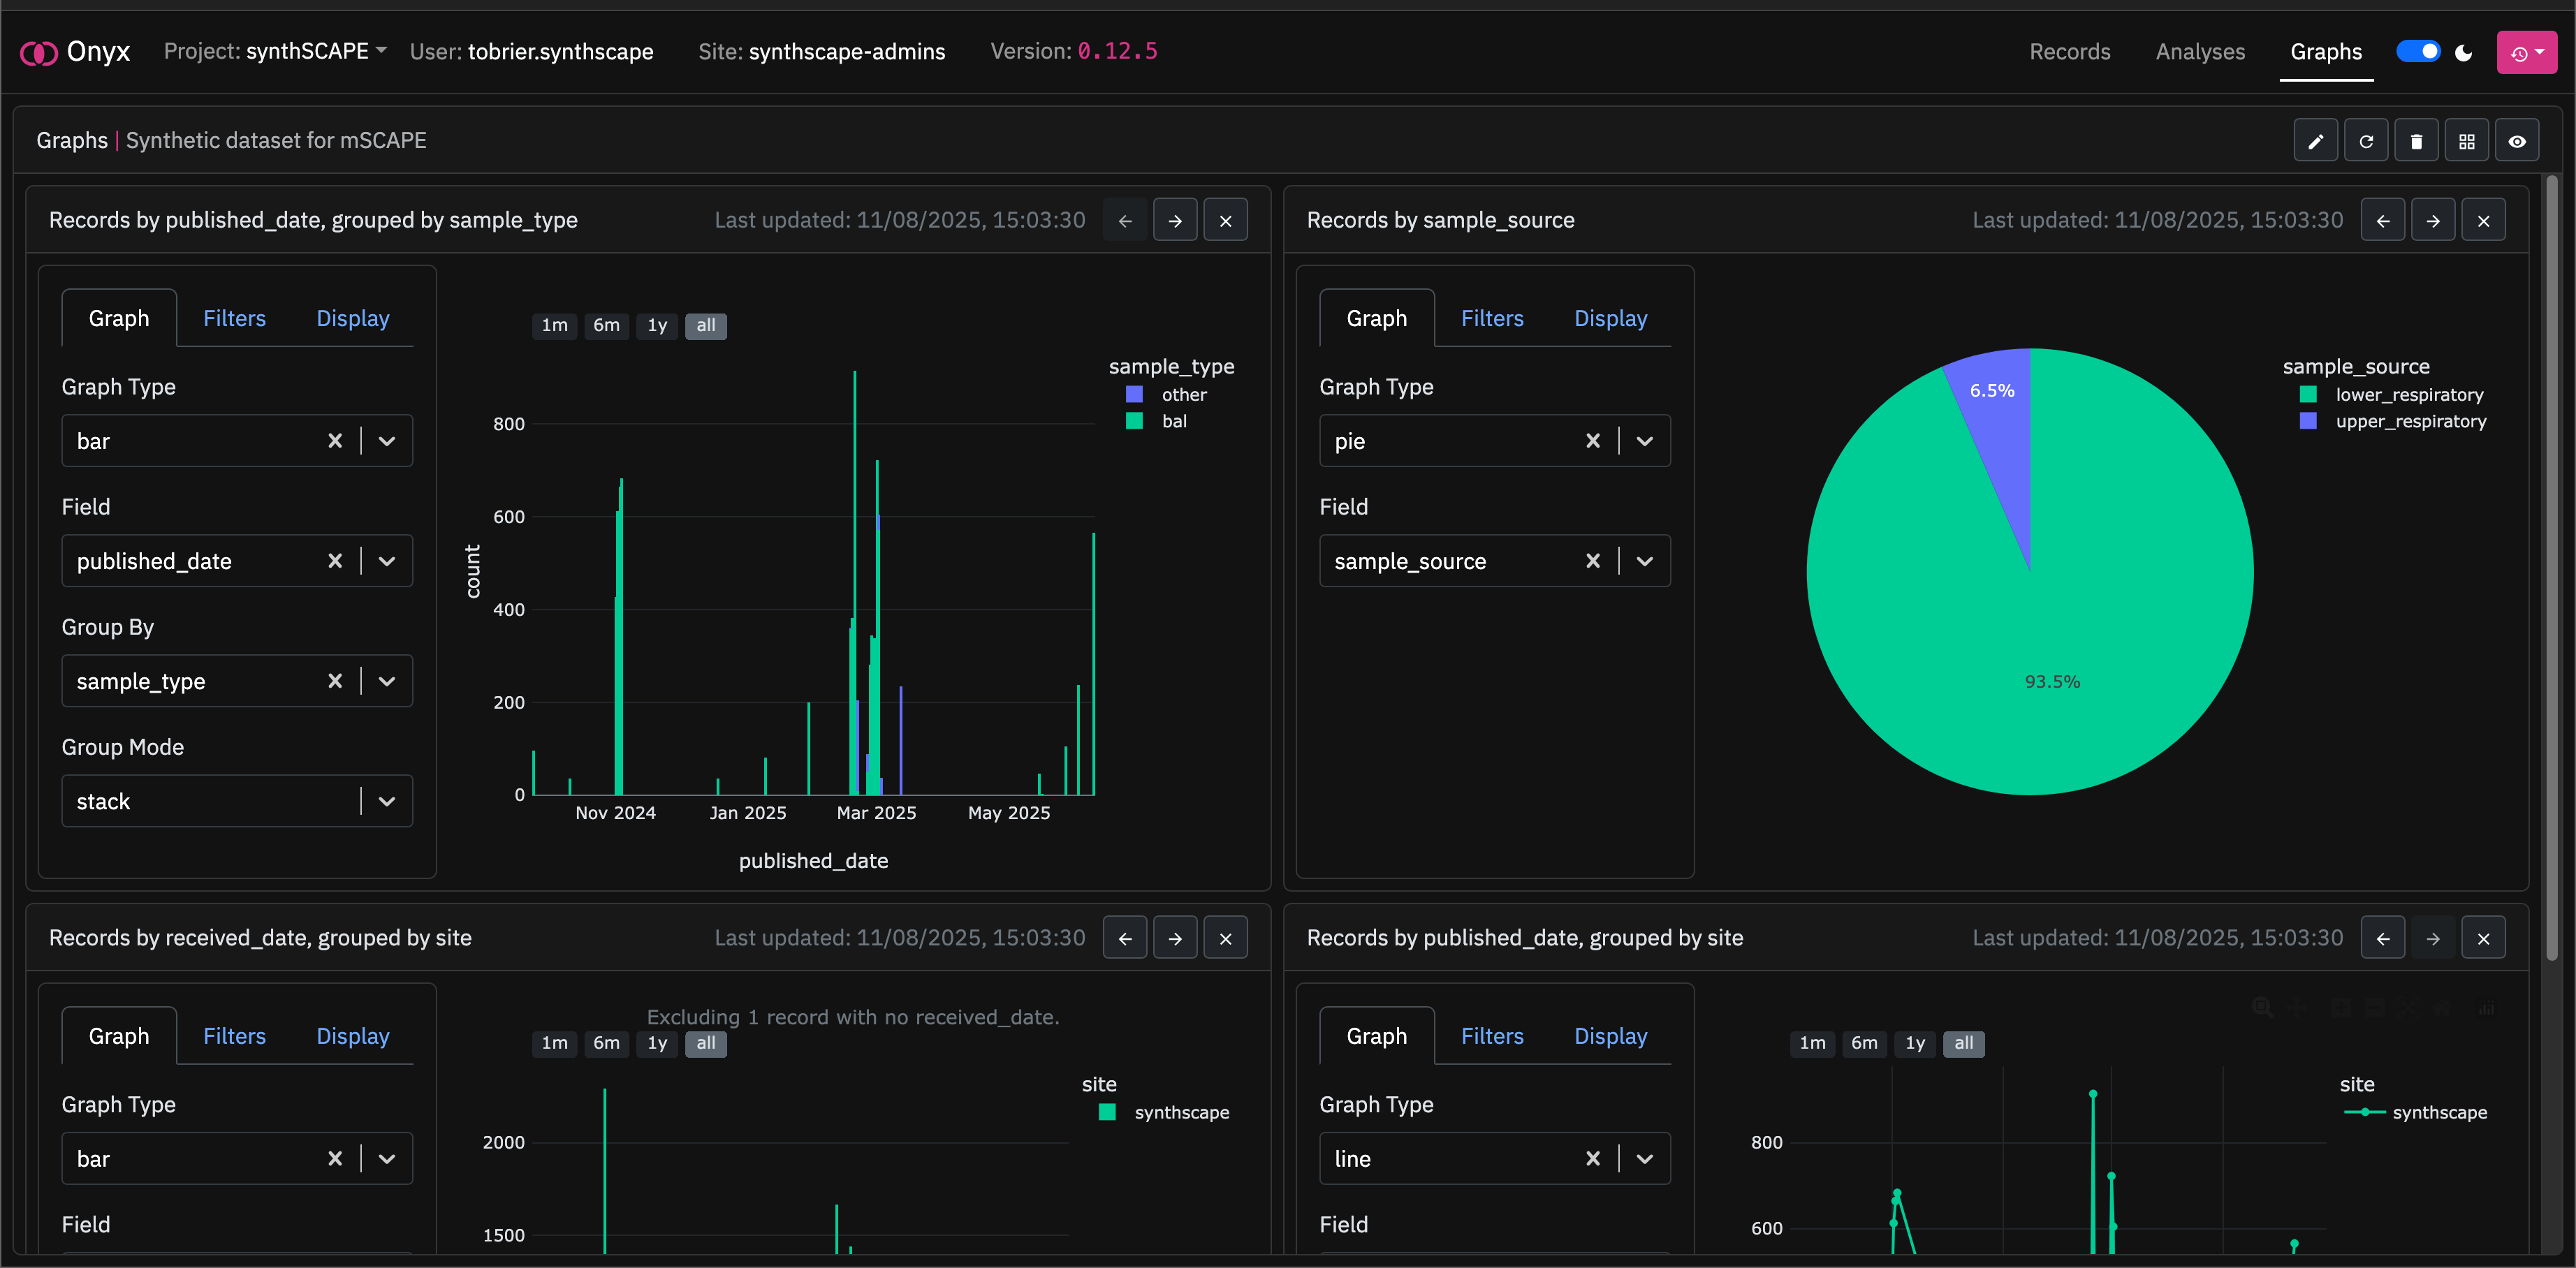 Onyx Project: synthSCAPE User: tobrier.synthscape Site: synthscape-admins Version: 0.12.5 Records Analyses Graphs
Graphs | Synthetic dataset for mSCAPE
Records by published_date, grouped by sample_type Last updated: 11/08/2025, 15:03:30
Graph Filters Display
Graph Type
bar
Field
published_date
Group By
sample_type
Group Mode
stack
1m 6m 1y all
sample_type
other
bal
800
600
400
200
0
count
Nov 2024 Jan 2025 Mar 2025 May 2025
published_date
Records by sample_source Last updated: 11/08/2025, 15:03:30
Graph Filters Display
Graph Type
pie
Field
sample_source
6.5%
93.5%
sample_source
lower_respiratory
upper_respiratory
Records by received_date, grouped by site Last updated: 11/08/2025, 15:03:30
Graph Filters Display
Graph Type
bar
Field
Excluding 1 record with no received_date.
1m 6m 1y all
site
synthscape
2000
1500
Records by published_date, grouped by site Last updated: 11/08/2025, 15:03:30
Graph Filters Display
Graph Type
line
Field
1m 6m 1y all
site
synthscape
800
600